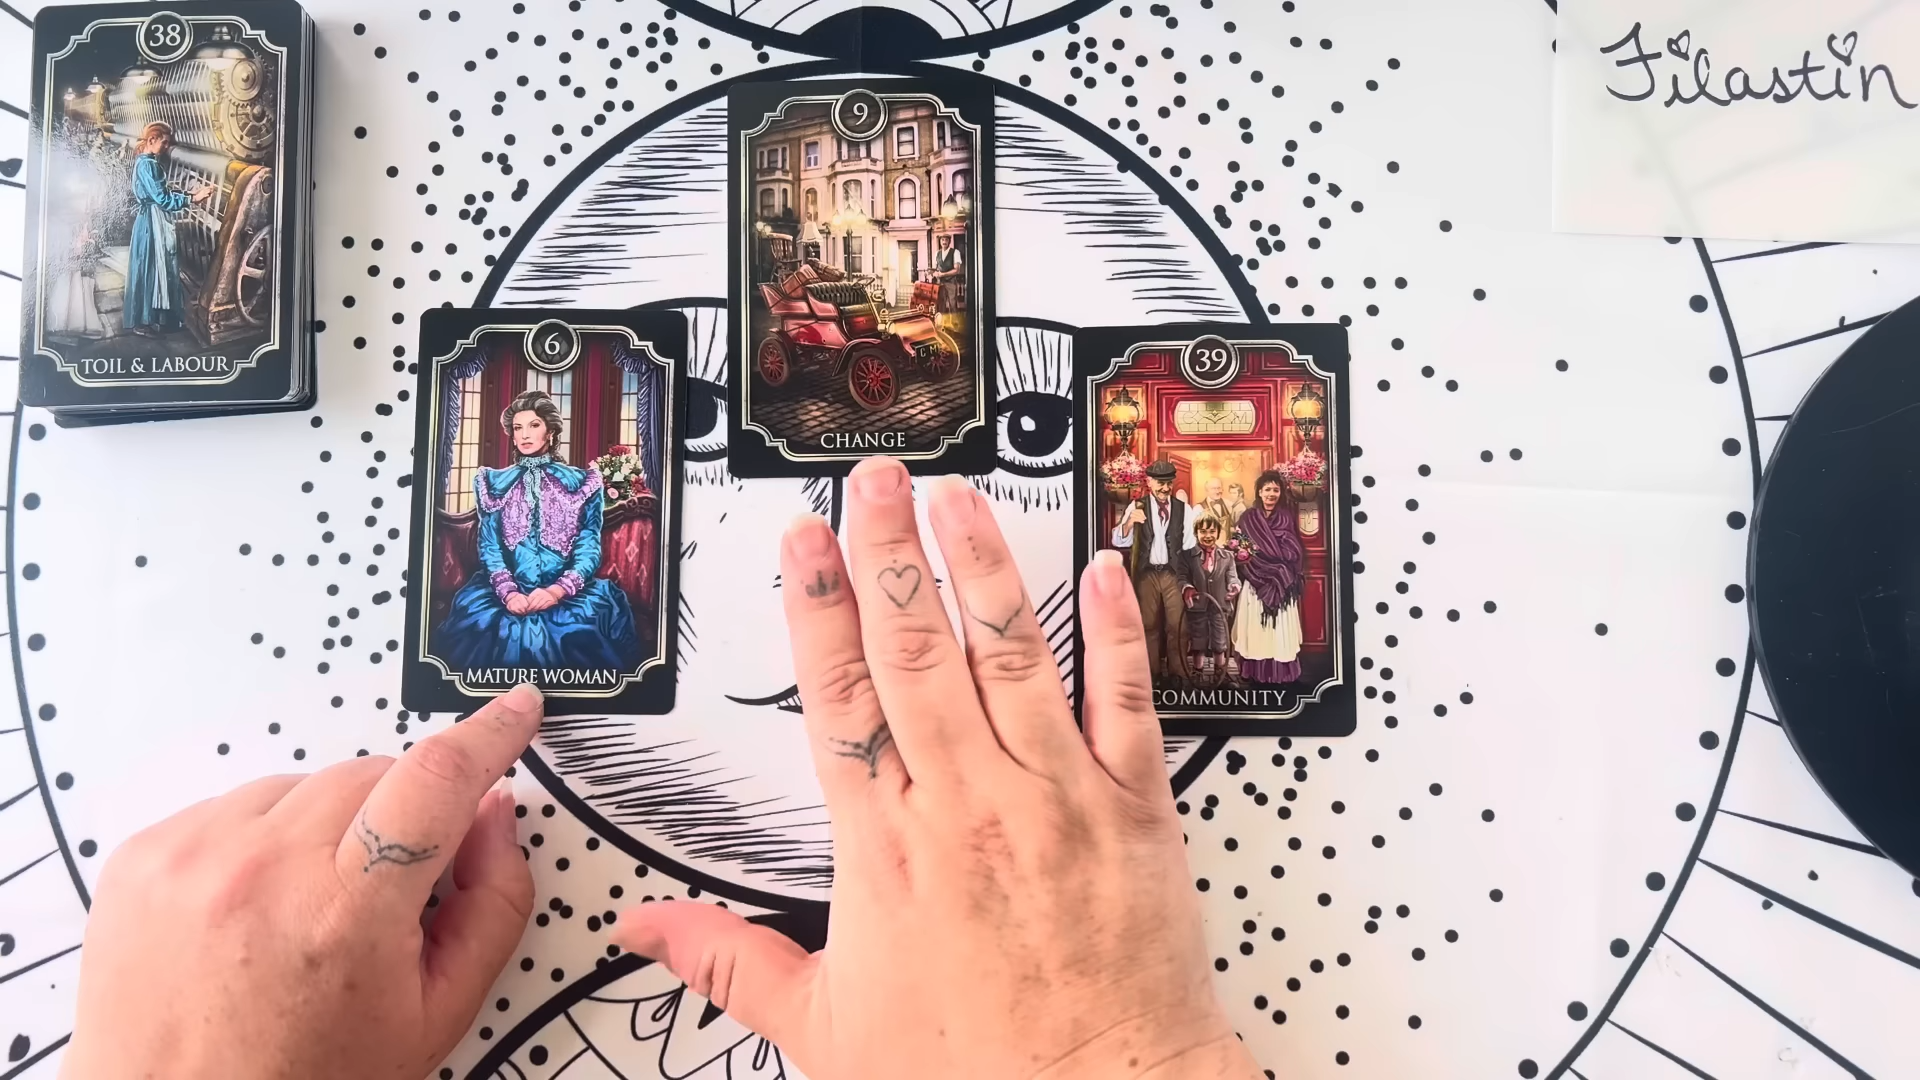 38
TOIL & LABOUR
9
CHANGE
Filastin
6
MATURE WOMAN
39
COMMUNITY